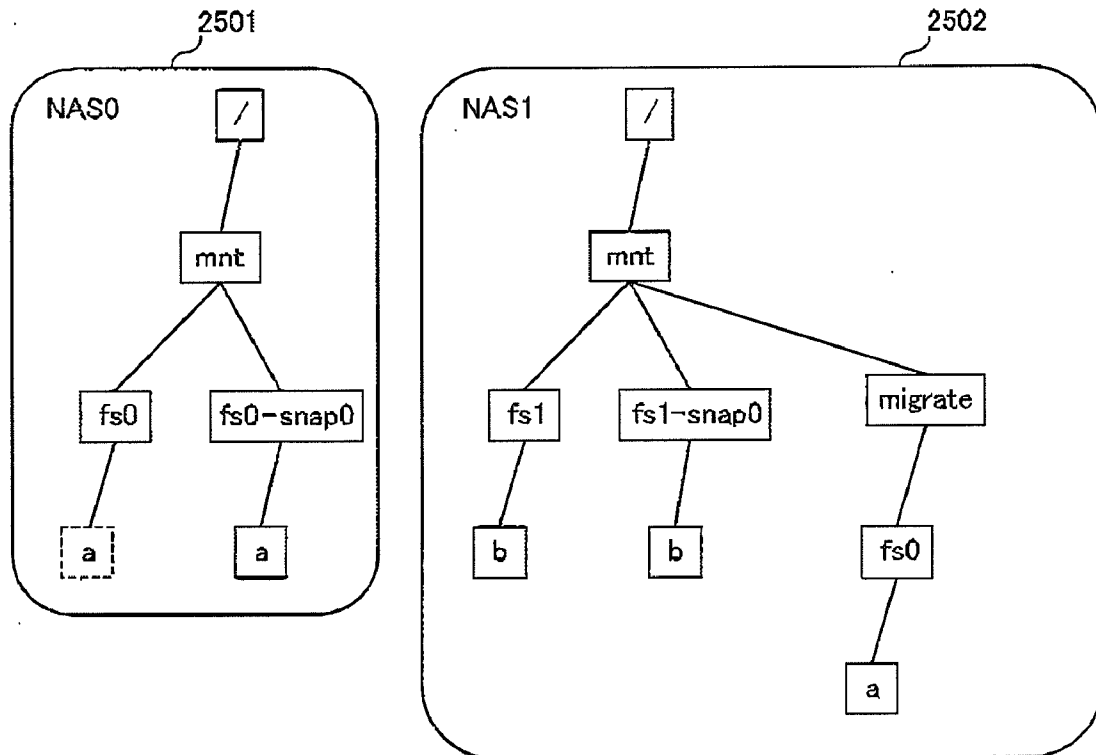 2501
2502
NAS0
/
NAS1
/
mnt
mnt
fs0
fs0-snap0
fs1
fs1-snap0
migrate
a
a
b
b
fs0
a